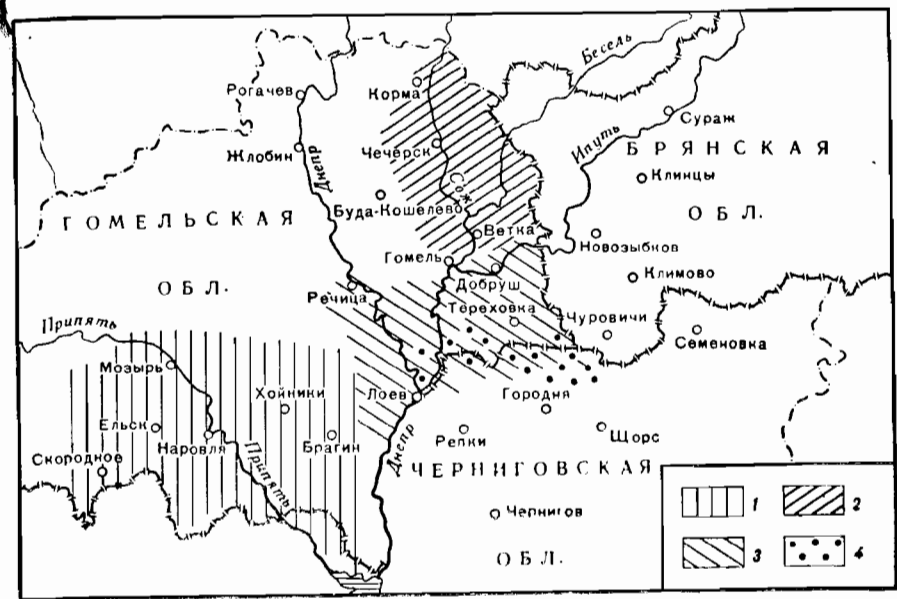 Бесель
Рогачев
Корма
Сураж
Ипуть
БРЯНСКАЯ
Жлобин
Днепр
Чечерск
Сож
Клинцы
ОБЛ.
ГОМЕЛЬСКАЯ
Буда-Кошелево
Ветка
Новозыбков
Гомель
Добруш
Климово
ОБЛ.
Речица
Тереховка
Чуровичи
Припять
Семеновка
Мозырь
Хойники
Лоев
Городня
Ельск
Наровля
Брагин
Днепр
Репки
Щорс
Скородное
Припять
ЧЕРНИГОВСКАЯ
Чернигов
ОБЛ.
1
2
3
4